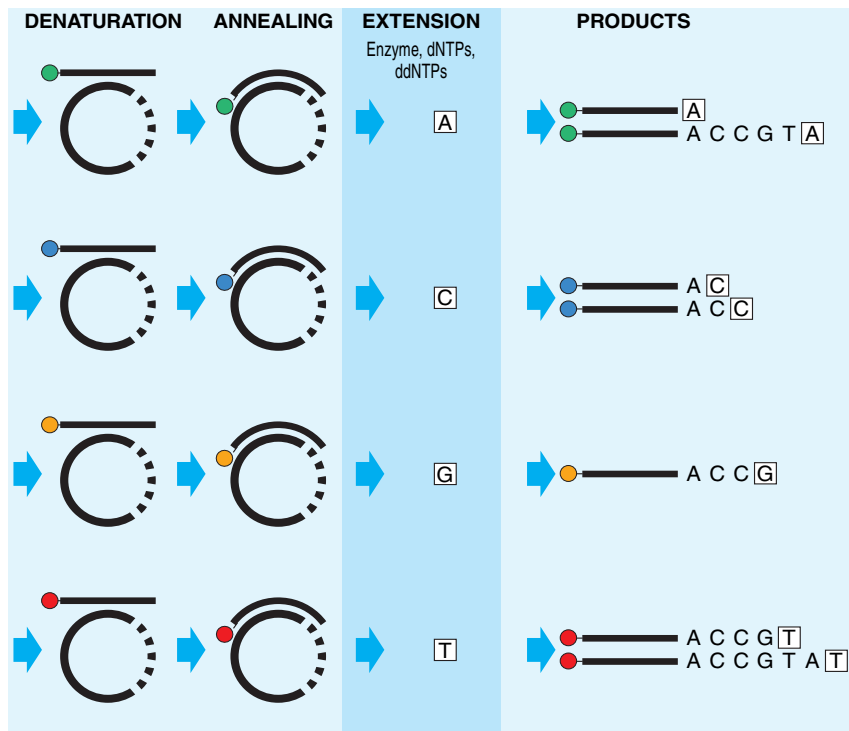 DENATURATION ANNEALING EXTENSION PRODUCTS
Enzyme, dNTPs,
ddNTPs
A
A
A C C G T A
C
A C
A C C
G
A C C G
T
A C C G T
A C C G T A T